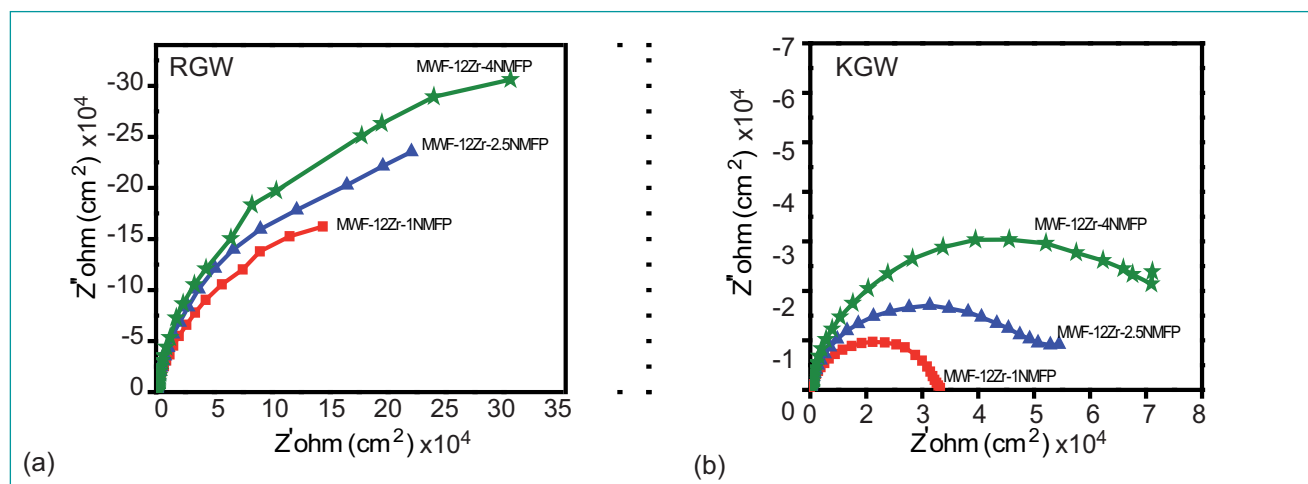 RGW
MWF-12Zr-4NMFP
MWF-12Zr-2.5NMFP
MWF-12Zr-1NMFP
-30
-25
-20
-15
-10
-5
0
Z"ohm (cm²) x10⁴
0 5 10 15 20 25 30 35
Z'ohm (cm²) x10⁴
(a)
KGW
MWF-12Zr-4NMFP
MWF-12Zr-2.5NMFP
MWF-12Zr-1NMFP
-7
-6
-5
-4
-3
-2
-1
0
Z"ohm (cm²) x10⁴
0 1 2 3 4 5 6 7 8
Z'ohm (cm²) x10⁴
(b)